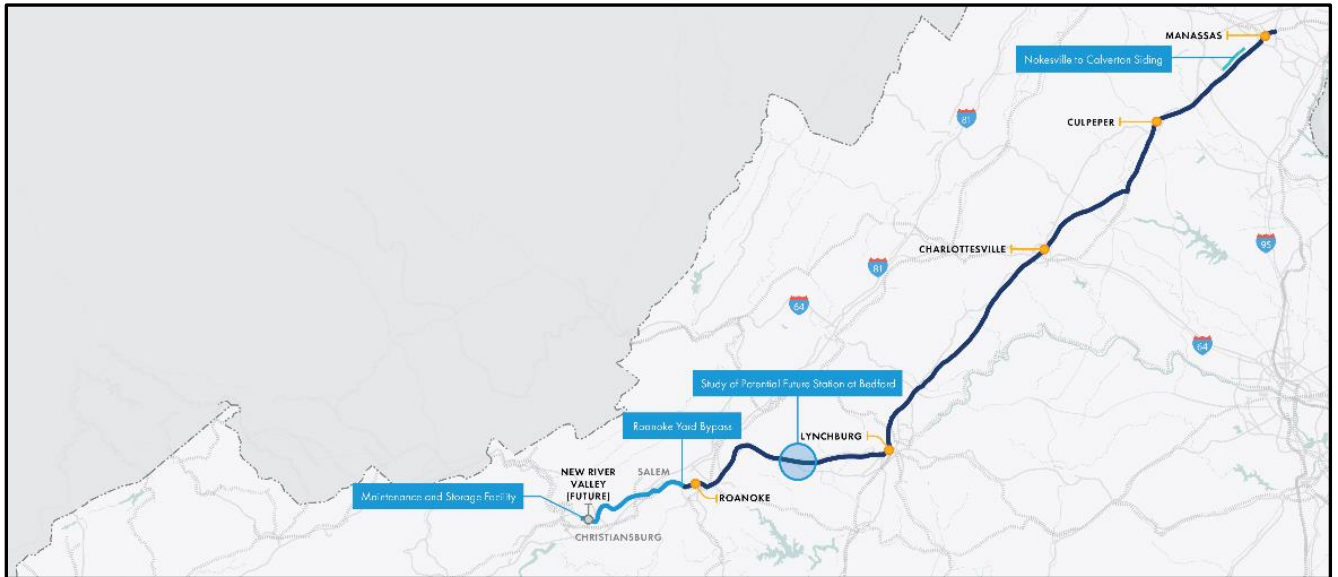 MANASSAS
Nokesville to Calverton Siding
81
CULPEPER
CHARLOTTESVILLE
95
81
64
64
Study of Potential Future Station at Bedford
Roanoke Yard Bypass
LYNCHBURG
SALEM
NEW RIVER
VALLEY
(FUTURE)
Maintenance and Storage Facility
ROANOKE
CHRISTIANSBURG